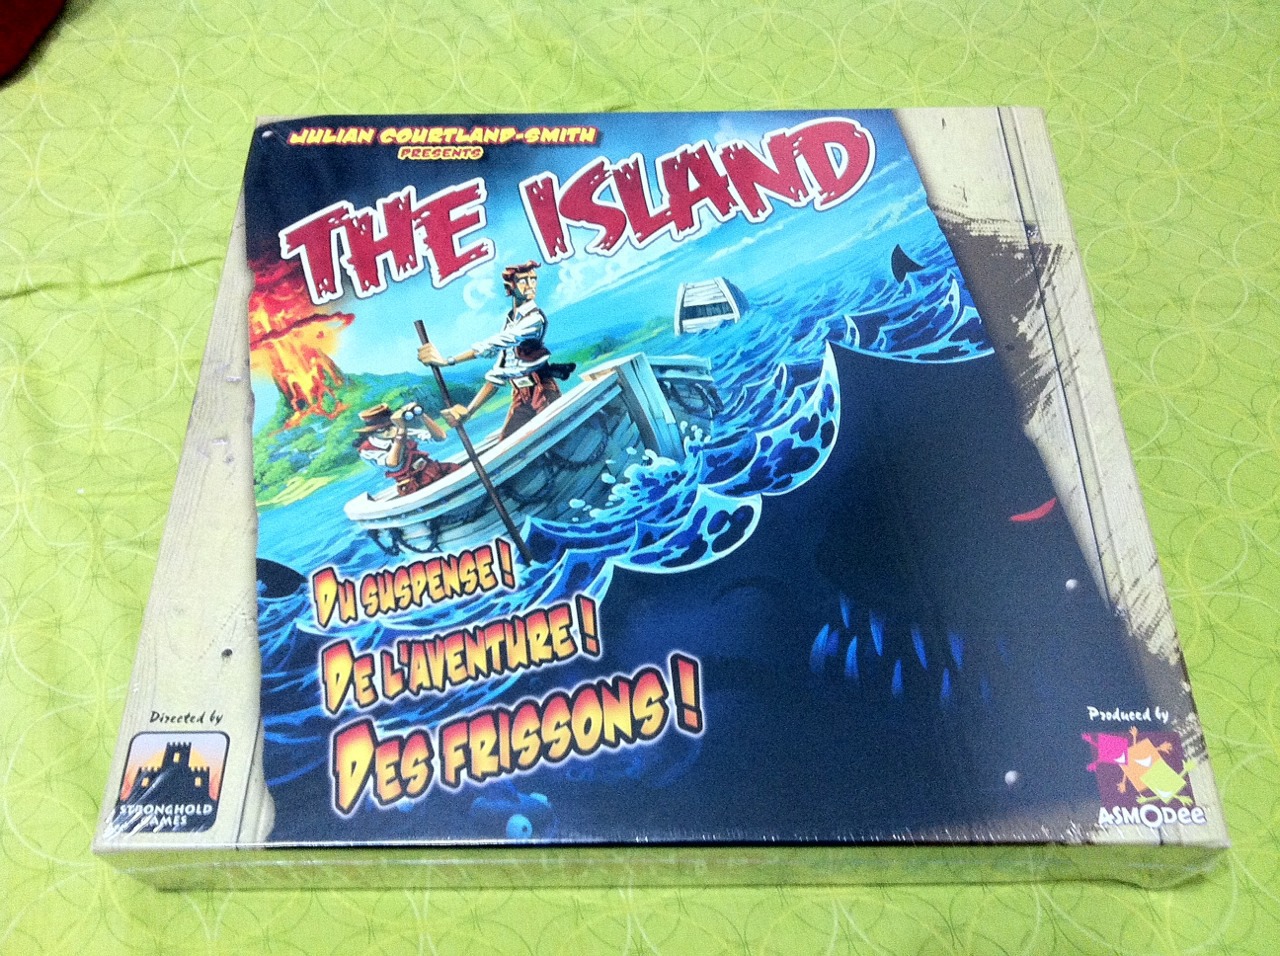 JULIAN COURTLAND-SMITH
PRESENTS
THE ISLAND
DU SUSPENSE !
DE L'AVENTURE !
DES FRISSONS !
Directed by
STRONGHOLD
GAMES
Produced by
ASMODee